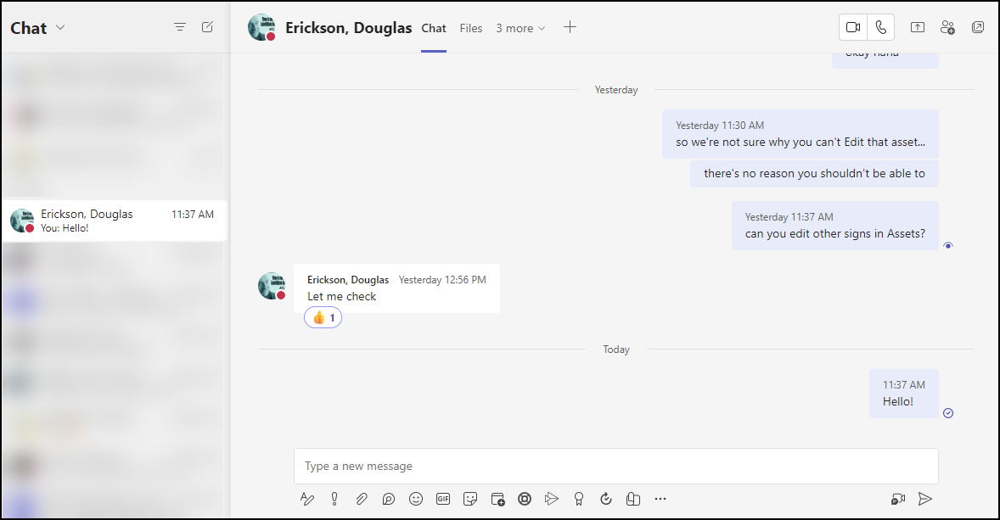 Chat
Erickson, Douglas
Chat
Files
3 more
okay haha
Yesterday
Yesterday 11:30 AM
so we're not sure why you can't Edit that asset...
there's no reason you shouldn't be able to
Erickson, Douglas 11:37 AM
You: Hello!
Yesterday 11:37 AM
can you edit other signs in Assets?
Erickson, Douglas Yesterday 12:56 PM
Let me check
1
Today
11:37 AM
Hello!
Type a new message
GIF